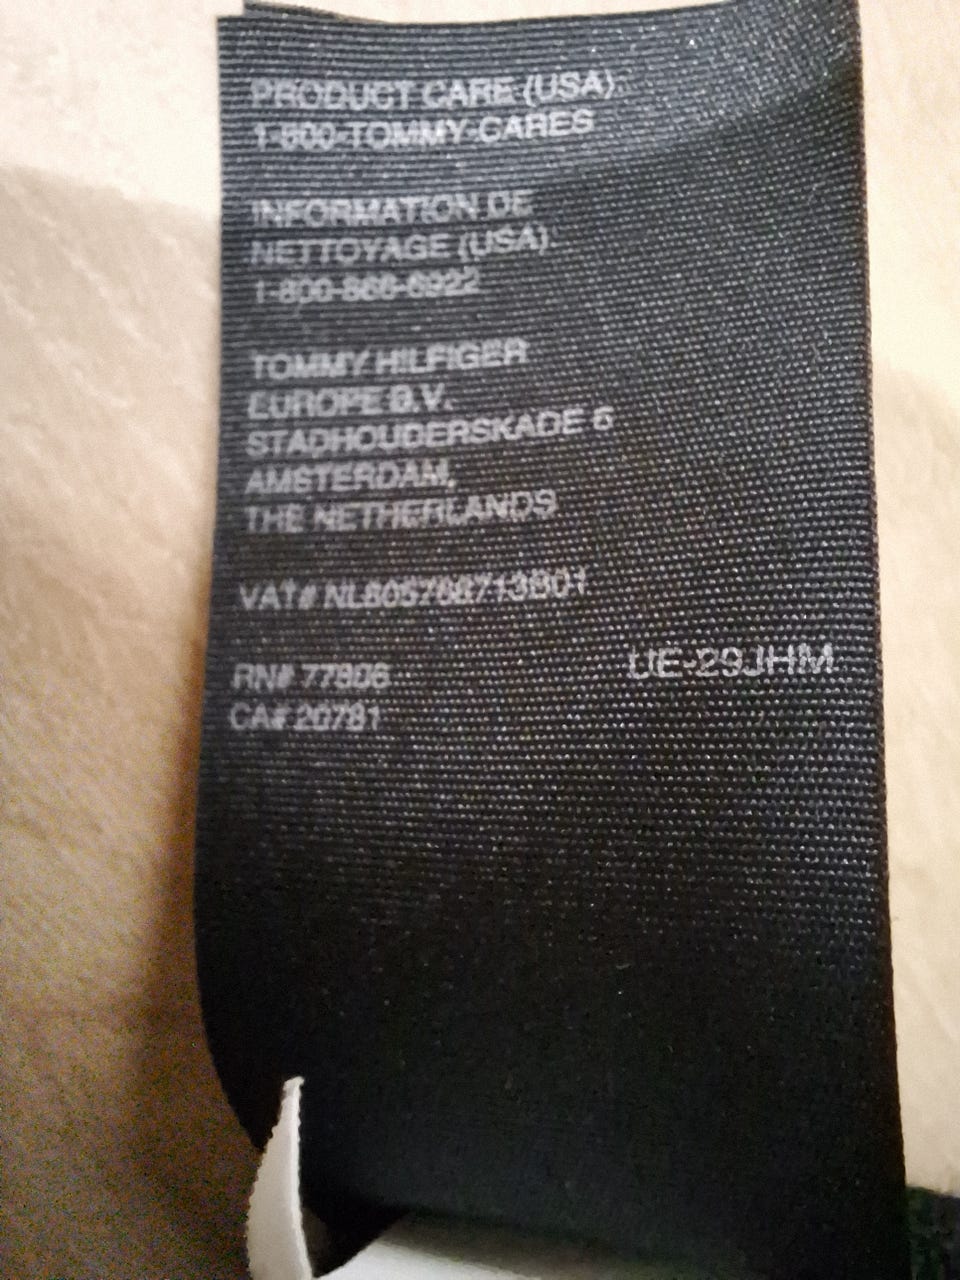 PRODUCT CARE (USA):
1-800-TOMMY-CARES
INFORMATION DE
NETTOYAGE (USA):
1-800-866-6922
TOMMY HILFIGER
EUROPE B.V.
STADHOUDERSKADE 6
AMSTERDAM,
THE NETHERLANDS
VAT# NL805768713B01
RN# 77806
UE-29JHM
CA# 20781